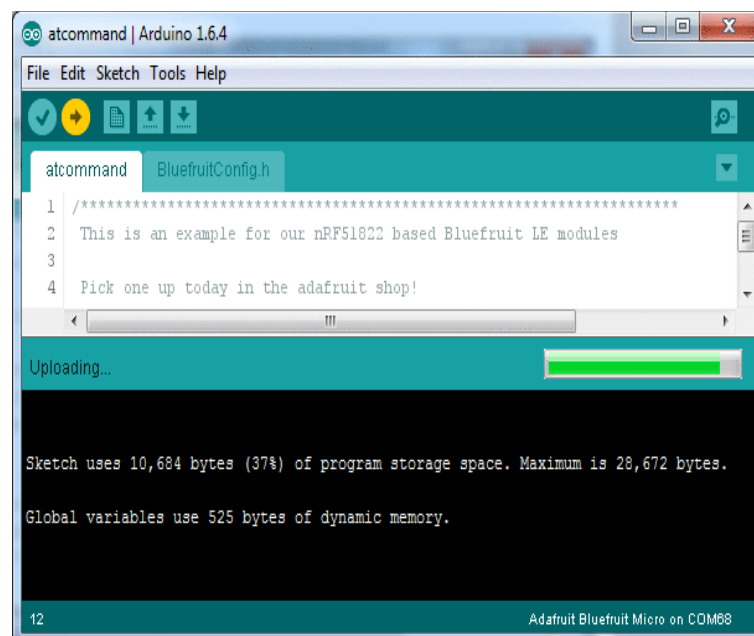 atcommand | Arduino 1.6.4
File Edit Sketch Tools Help
atcommand BluefruitConfig.h
1 /*********************************************************************
2 This is an example for our nRF51822 based Bluefruit LE modules
3
4 Pick one up today in the adafruit shop!
Uploading...
Sketch uses 10,684 bytes (37%) of program storage space. Maximum is 28,672 bytes.
Global variables use 525 bytes of dynamic memory.
12 Adafruit Bluefruit Micro on COM68